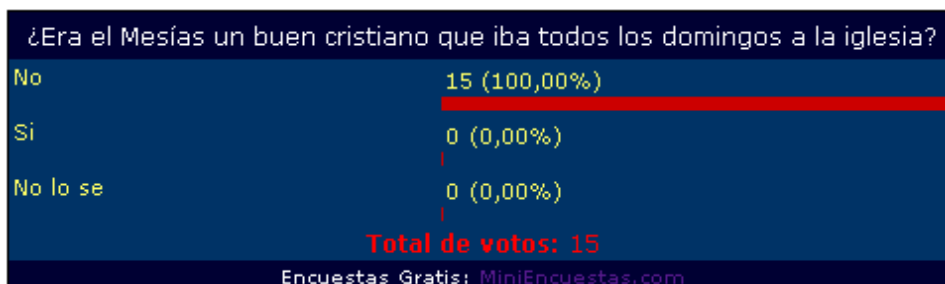 ¿Era el Mesías un buen cristiano que iba todos los domingos a la iglesia?
No 15 (100,00%)
Si 0 (0,00%)
No lo se 0 (0,00%)
Total de votos: 15
Encuestas Gratis: MiniEncuestas.com